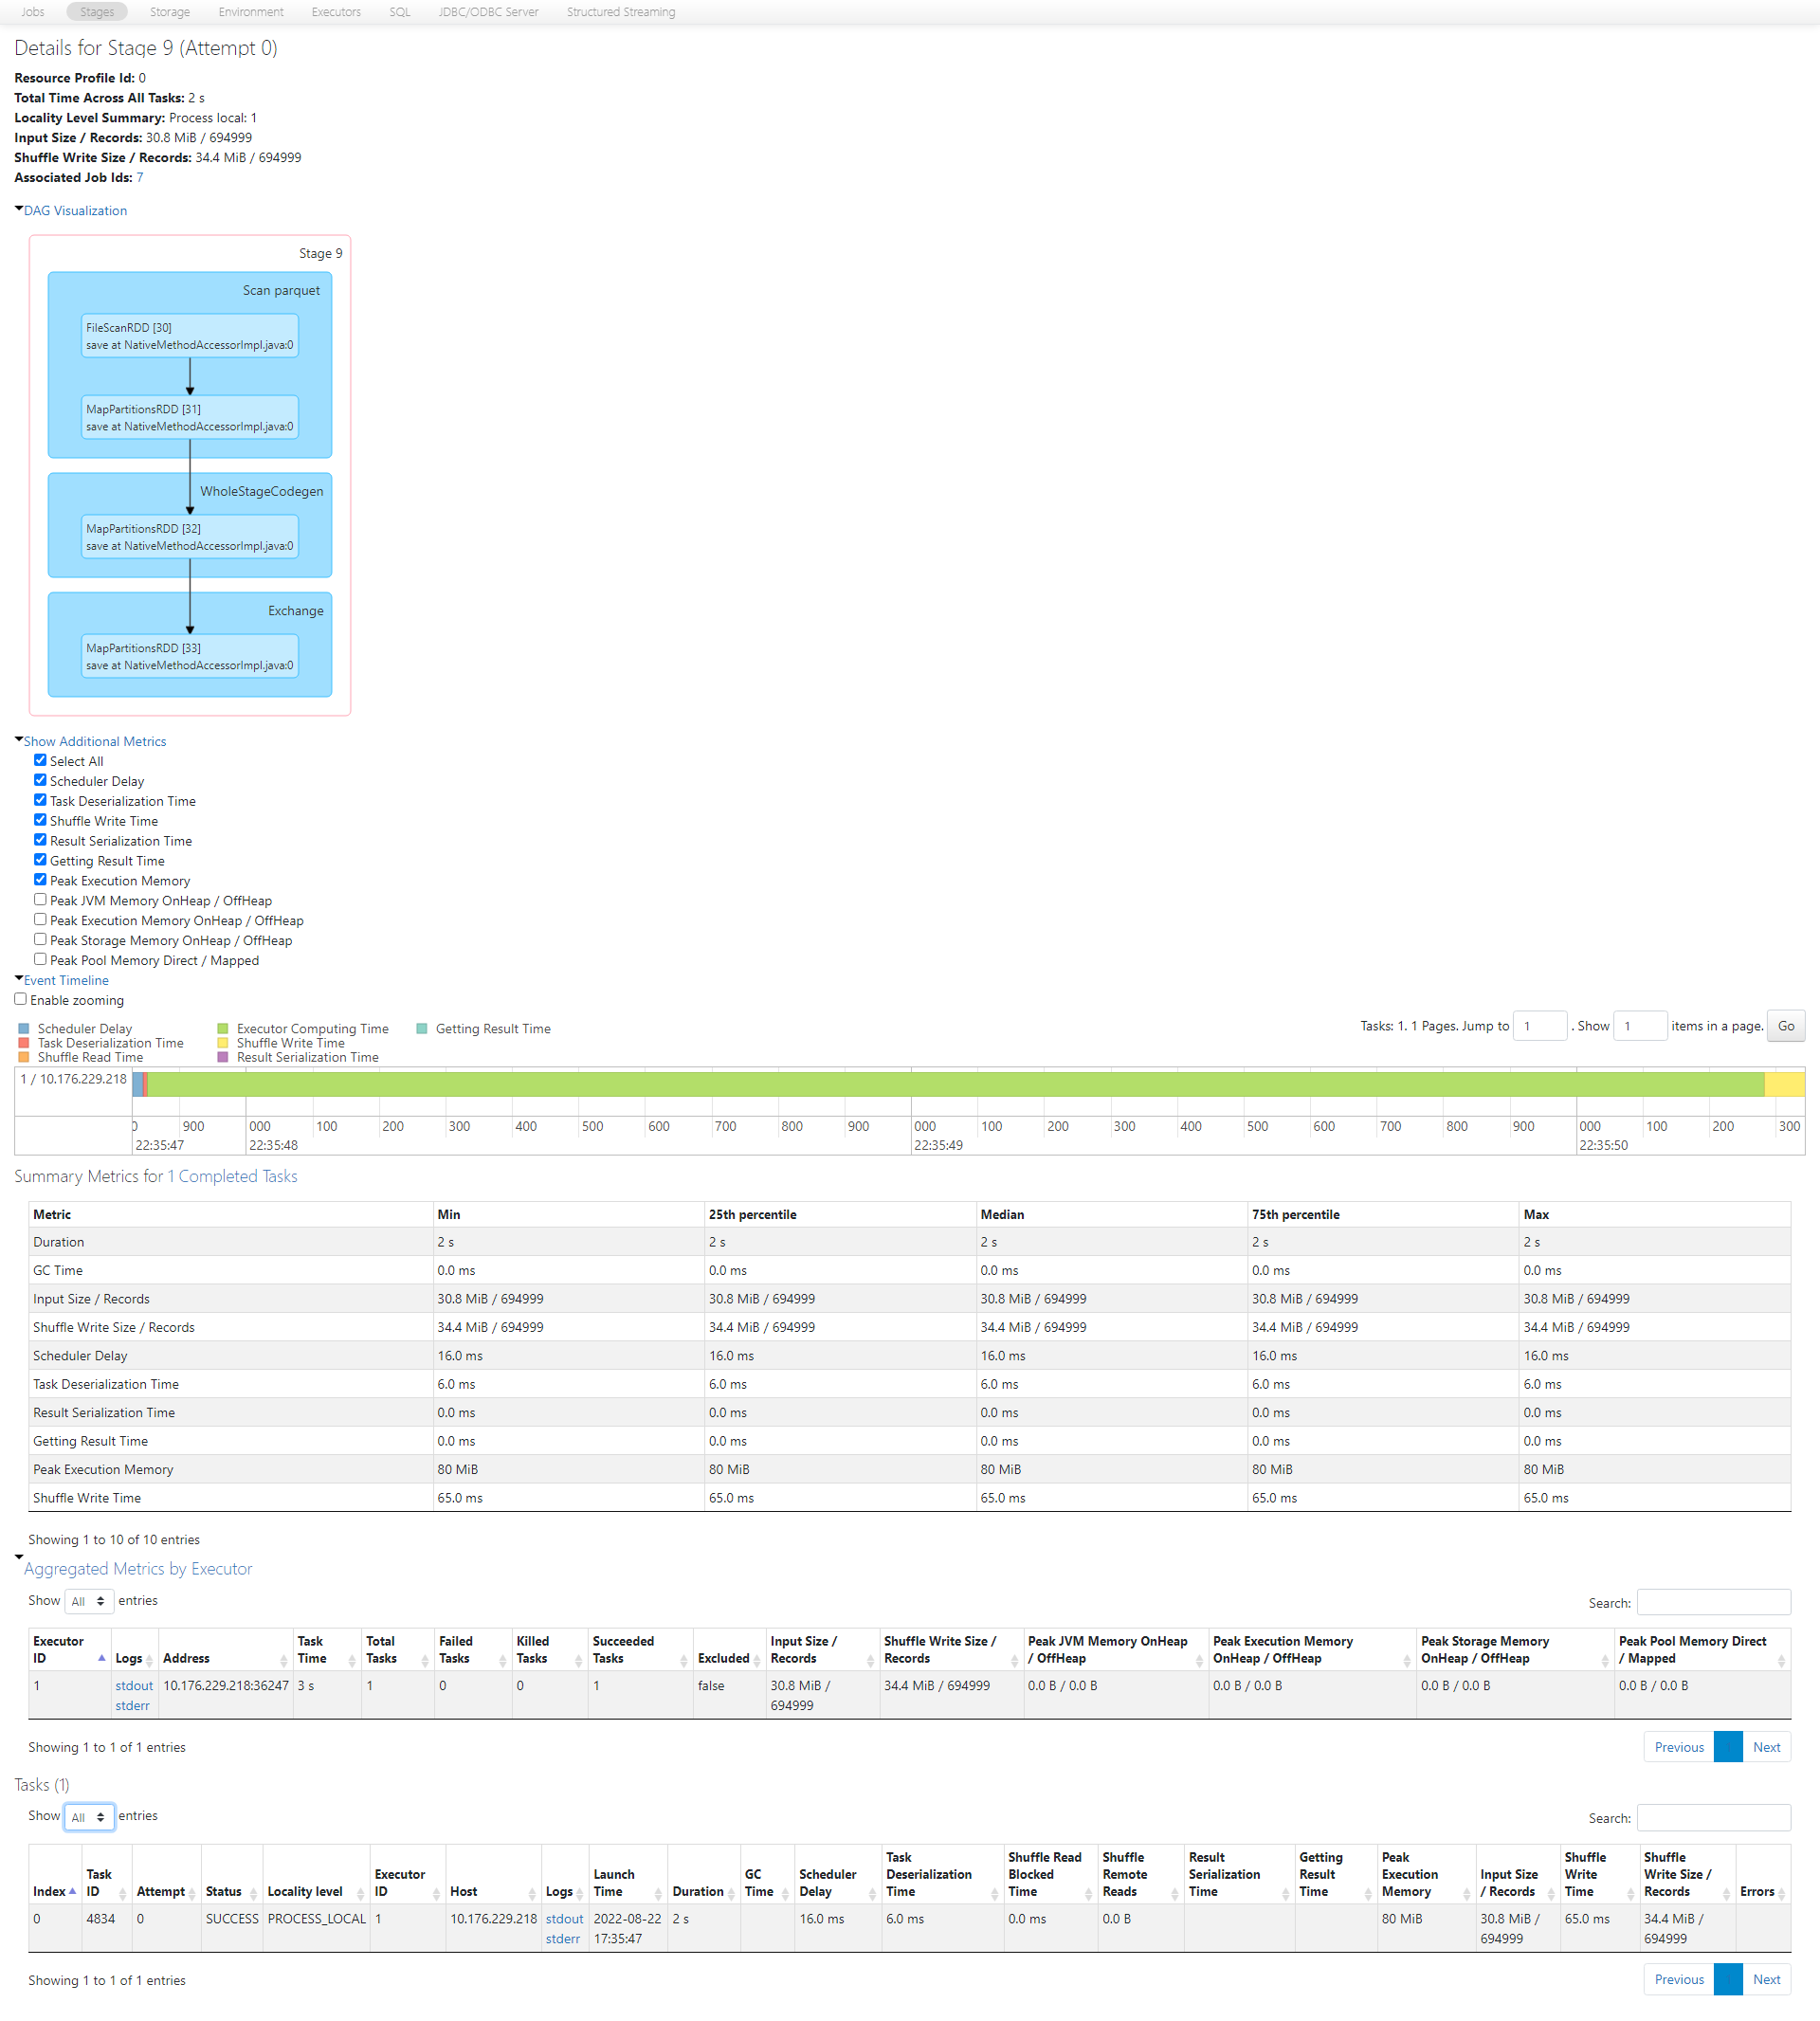 Jobs Stages Storage Environment Executors SQL JDBC/ODBC Server Structured Streaming
Details for Stage 9 (Attempt 0)
Resource Profile Id: 0
Total Time Across All Tasks: 2 s
Locality Level Summary: Process local: 1
Input Size / Records: 30.8 MiB / 694999
Shuffle Write Size / Records: 34.4 MiB / 694999
Associated Job Ids: 7
DAG Visualization
Stage 9
Scan parquet
FileScanRDD [30]
save at NativeMethodAccessorImpl.java:0
MapPartitionsRDD [31]
save at NativeMethodAccessorImpl.java:0
WholeStageCodegen
MapPartitionsRDD [32]
save at NativeMethodAccessorImpl.java:0
Exchange
MapPartitionsRDD [33]
save at NativeMethodAccessorImpl.java:0
Show Additional Metrics
Select All
Scheduler Delay
Task Deserialization Time
Shuffle Write Time
Result Serialization Time
Getting Result Time
Peak Execution Memory
Peak JVM Memory OnHeap / OffHeap
Peak Execution Memory OnHeap / OffHeap
Peak Storage Memory OnHeap / OffHeap
Peak Pool Memory Direct / Mapped
Event Timeline
Enable zooming
Scheduler Delay Executor Computing Time Getting Result Time
Task Deserialization Time Shuffle Write Time
Shuffle Read Time Result Serialization Time
Tasks: 1. 1 Pages. Jump to 1 . Show 1 items in a page. Go
1 / 10.176.229.218
0 900 000 100 200 300 400 500 600 700 800 900 000 100 200 300 400 500 600 700 800 900 000 100 200 300
22:35:47 22:35:48 22:35:49 22:35:50
Summary Metrics for 1 Completed Tasks
Metric Min 25th percentile Median 75th percentile Max
Duration 2 s 2 s 2 s 2 s 2 s
GC Time 0.0 ms 0.0 ms 0.0 ms 0.0 ms 0.0 ms
Input Size / Records 30.8 MiB / 694999 30.8 MiB / 694999 30.8 MiB / 694999 30.8 MiB / 694999 30.8 MiB / 694999
Shuffle Write Size / Records 34.4 MiB / 694999 34.4 MiB / 694999 34.4 MiB / 694999 34.4 MiB / 694999 34.4 MiB / 694999
Scheduler Delay 16.0 ms 16.0 ms 16.0 ms 16.0 ms 16.0 ms
Task Deserialization Time 6.0 ms 6.0 ms 6.0 ms 6.0 ms 6.0 ms
Result Serialization Time 0.0 ms 0.0 ms 0.0 ms 0.0 ms 0.0 ms
Getting Result Time 0.0 ms 0.0 ms 0.0 ms 0.0 ms 0.0 ms
Peak Execution Memory 80 MiB 80 MiB 80 MiB 80 MiB 80 MiB
Shuffle Write Time 65.0 ms 65.0 ms 65.0 ms 65.0 ms 65.0 ms
Showing 1 to 10 of 10 entries
Aggregated Metrics by Executor
Show All entries Search:
Executor ID Logs Address Task Time Total Tasks Failed Tasks Killed Tasks Succeeded Tasks Excluded Input Size / Records Shuffle Write Size / Records Peak JVM Memory OnHeap / OffHeap Peak Execution Memory OnHeap / OffHeap Peak Storage Memory OnHeap / OffHeap Peak Pool Memory Direct / Mapped
1 stdout stderr 10.176.229.218:36247 3 s 1 0 0 1 false 30.8 MiB / 694999 34.4 MiB / 694999 0.0 B / 0.0 B 0.0 B / 0.0 B 0.0 B / 0.0 B 0.0 B / 0.0 B
Showing 1 to 1 of 1 entries Previous Next
Tasks (1)
Show All entries Search:
Index Task ID Attempt Status Locality level Executor ID Host Logs Launch Time Duration GC Time Scheduler Delay Task Deserialization Time Shuffle Read Blocked Time Shuffle Remote Reads Result Serialization Time Getting Result Time Peak Execution Memory Input Size / Records Shuffle Write Time Shuffle Write Size / Records Errors
0 4834 0 SUCCESS PROCESS_LOCAL 1 10.176.229.218 stdout stderr 2022-08-22 17:35:47 2 s 16.0 ms 6.0 ms 0.0 ms 0.0 B 80 MiB 30.8 MiB / 694999 65.0 ms 34.4 MiB / 694999
Showing 1 to 1 of 1 entries Previous Next